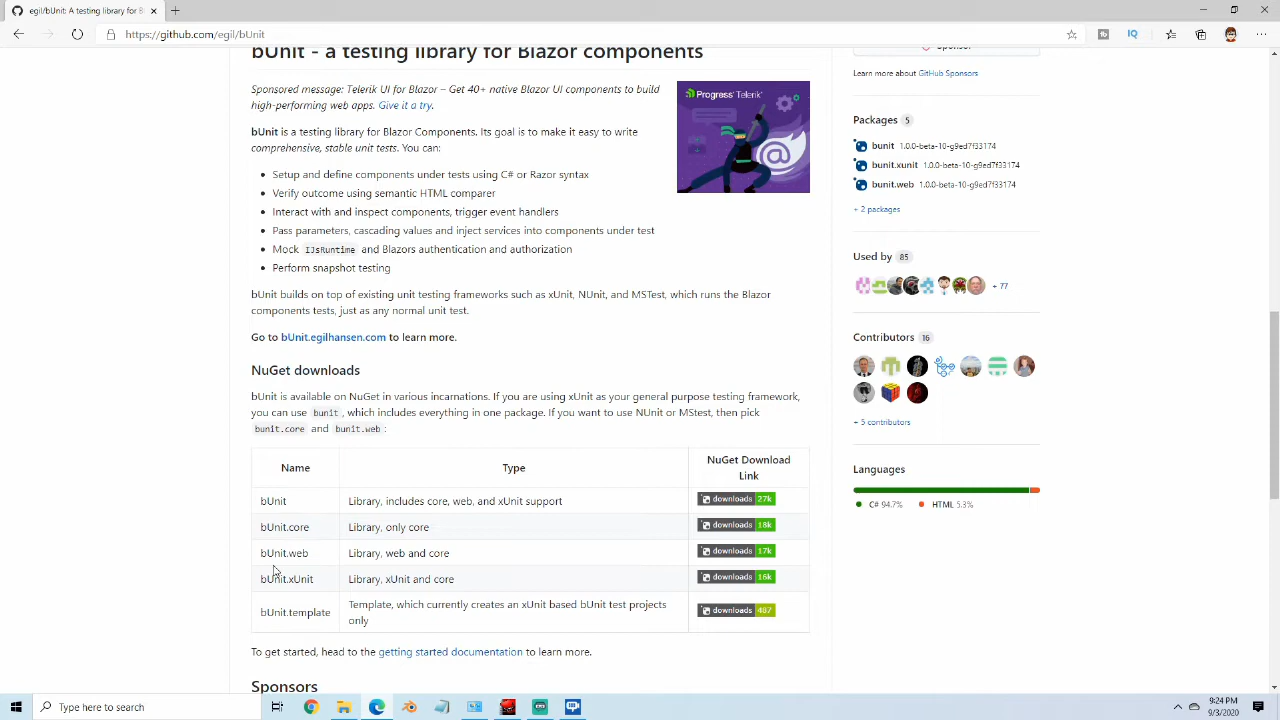 egil/bUnit: A testing library for B
https://github.com/egil/bUnit
bUnit - a testing library for Blazor components
Sponsored message: Telerik UI for Blazor – Get 40+ native Blazor UI components to build
high-performing web apps. Give it a try.
Progress Telerik
bUnit is a testing library for Blazor Components. Its goal is to make it easy to write
comprehensive, stable unit tests. You can:
Setup and define components under tests using C# or Razor syntax
Verify outcome using semantic HTML comparer
Interact with and inspect components, trigger event handlers
Pass parameters, cascading values and inject services into components under test
Mock IJsRuntime and Blazors authentication and authorization
Perform snapshot testing
bUnit builds on top of existing unit testing frameworks such as xUnit, NUnit, and MSTest, which runs the Blazor
components tests, just as any normal unit test.
Go to bUnit.egilhansen.com to learn more.
NuGet downloads
bUnit is available on NuGet in various incarnations. If you are using xUnit as your general purpose testing framework,
you can use bunit, which includes everything in one package. If you want to use NUnit or MStest, then pick
bunit.core and bunit.web:
Name Type NuGet Download
Link
bUnit Library, includes core, web, and xUnit support downloads 27k
bUnit.core Library, only core downloads 18k
bUnit.web Library, web and core downloads 17k
bUnit.xUnit Library, xUnit and core downloads 16k
bUnit.template Template, which currently creates an xUnit based bUnit test projects
only downloads 487
To get started, head to the getting started documentation to learn more.
Sponsors
Sponsor
Learn more about GitHub Sponsors
Packages 5
bunit 1.0.0-beta-10-g9ed7f33174
bunit.xunit 1.0.0-beta-10-g9ed7f33174
bunit.web 1.0.0-beta-10-g9ed7f33174
+ 2 packages
Used by 85
+ 77
Contributors 16
+ 5 contributors
Languages
C# 94.7% HTML 5.3%
Type here to search
9:24 PM
9/3/2020